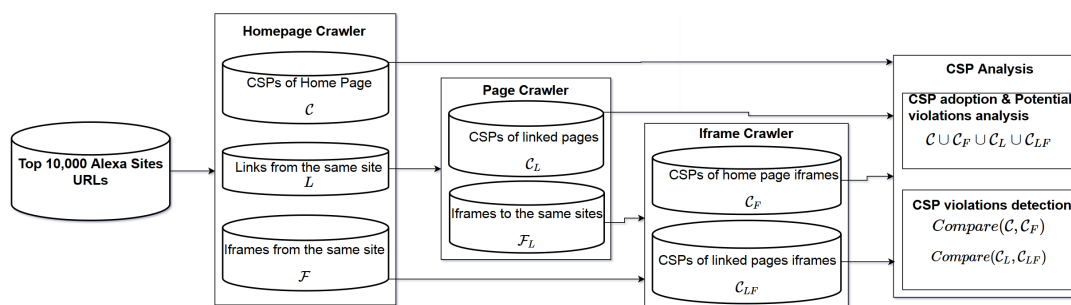 Top 10,000 Alexa Sites
URLs
Homepage Crawler
CSPs of Home Page
𝒞
Links from the same site
L
Iframes from the same site
ℱ
Page Crawler
CSPs of linked pages
𝒞_L
Iframes to the same sites
ℱ_L
Iframe Crawler
CSPs of home page iframes
𝒞_F
CSPs of linked pages iframes
𝒞_LF
CSP Analysis
CSP adoption & Potential
violations analysis
𝒞 ∪ 𝒞_F ∪ 𝒞_L ∪ 𝒞_LF
CSP violations detection
Compare(𝒞, 𝒞_F)
Compare(𝒞_L, 𝒞_LF)